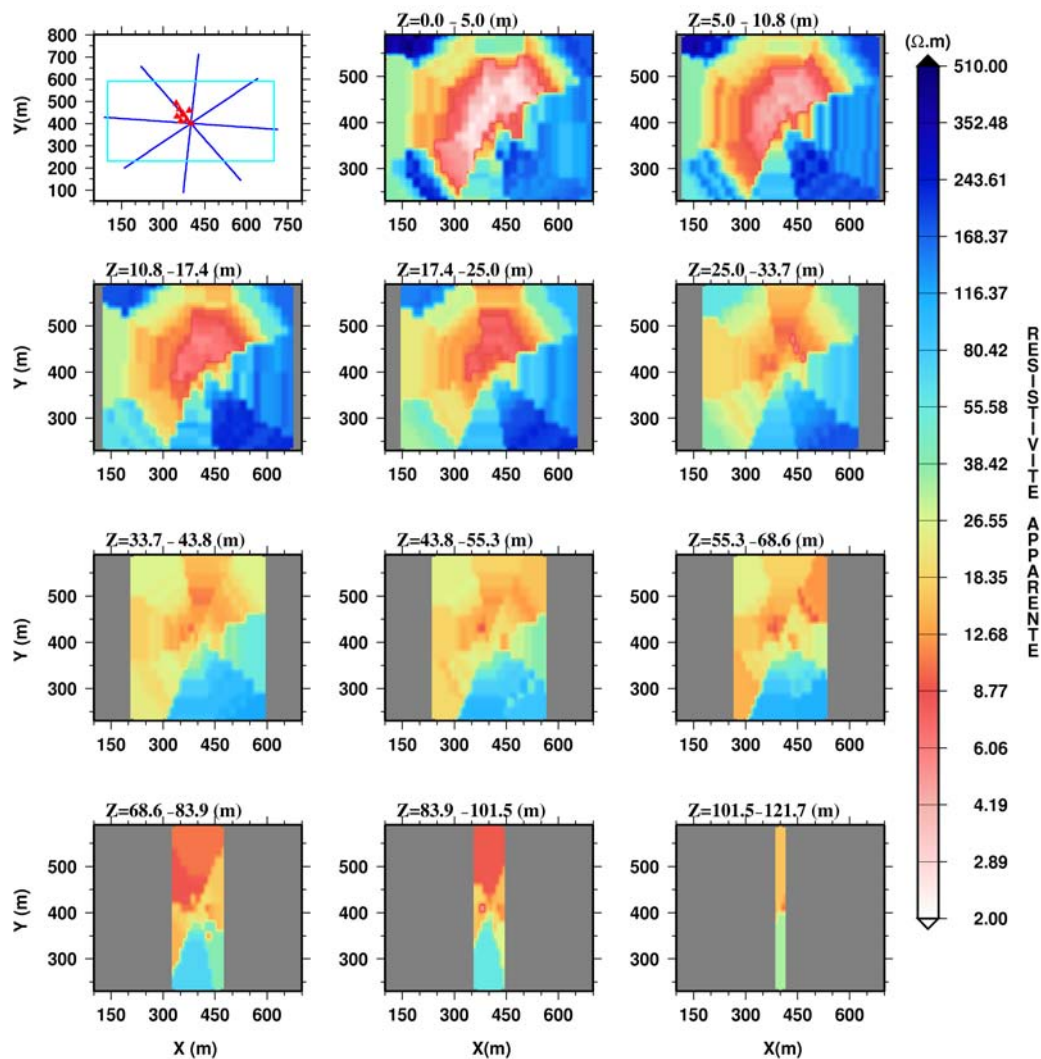 Z=0.0 - 5.0 (m)
Z=5.0 - 10.8 (m)
(Ω.m)
Y(m)
800
700
600
500
400
300
200
100
150 300 450 600 750
500
400
300
150 300 450 600
500
400
300
150 300 450 600
Z=10.8 -17.4 (m)
Z=17.4 -25.0 (m)
Z=25.0 -33.7 (m)
Y (m)
500
400
300
150 300 450 600
500
400
300
150 300 450 600
500
400
300
150 300 450 600
Z=33.7 - 43.8 (m)
Z=43.8 -55.3 (m)
Z=55.3 -68.6 (m)
Y (m)
500
400
300
150 300 450 600
500
400
300
150 300 450 600
500
400
300
150 300 450 600
Z=68.6 -83.9 (m)
Z=83.9 -101.5 (m)
Z=101.5-121.7 (m)
Y (m)
500
400
300
150 300 450 600
500
400
300
150 300 450 600
500
400
300
150 300 450 600
X (m)
X(m)
X(m)
510.00
352.48
243.61
168.37
116.37
80.42
55.58
38.42
26.55
18.35
12.68
8.77
6.06
4.19
2.89
2.00
RESISTIVITE APPARENTE